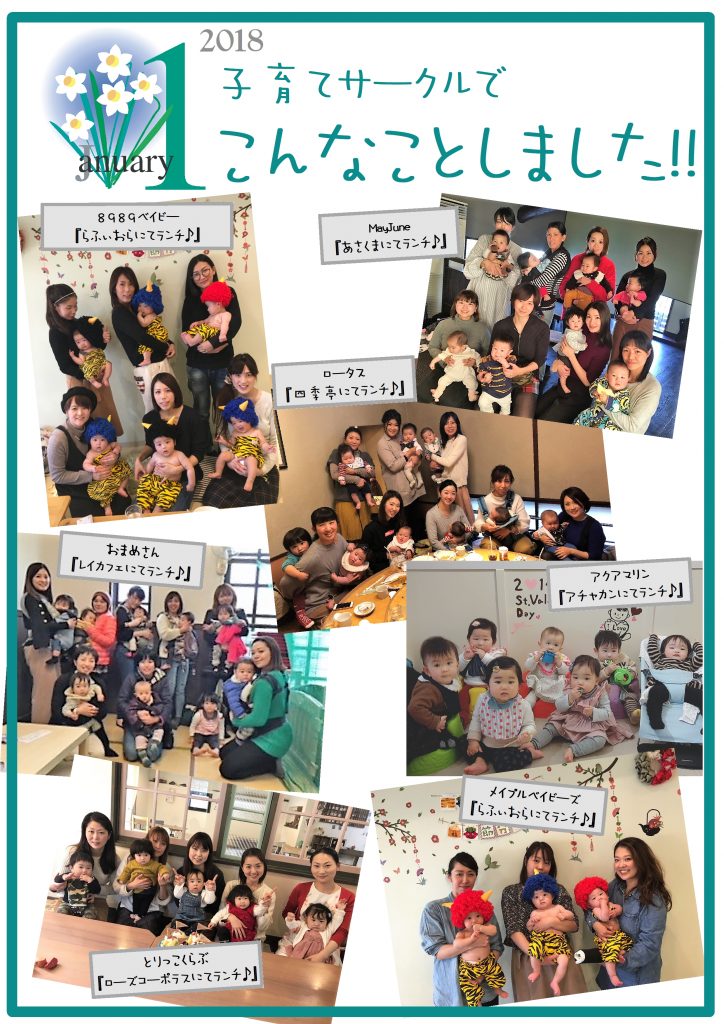 2018
1
January
子育てサークルで
こんなことしました!!
8989ベイビー
『らふぃおらにてランチ♪』
MayJune
『あさくまにてランチ♪』
ロータス
『四季亭にてランチ♪』
おまめさん
『レイカフェにてランチ♪』
アクアマリン
『アチャカンにてランチ♪』
2♥14
St.Val
Day
I Love
メイプルベイビーズ
『らふぃおらにてランチ♪』
とりっこくらぶ
『ローズコーポラスにてランチ♪』